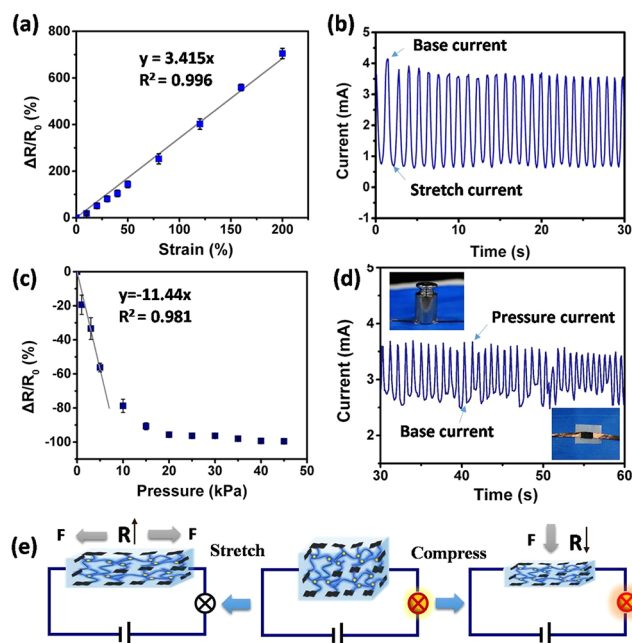 (a)
800
600
400
200
0
ΔR/R0 (%)
y = 3.415x
R² = 0.996
0 50 100 150 200
Strain (%)
(b)
5
4
3
2
1
0
-1
Current (mA)
Base current
Stretch current
0 5 10 15 20 25 30
Time (s)
(c)
0
-20
-40
-60
-80
-100
ΔR/R0 (%)
y=-11.44x
R² = 0.981
0 10 20 30 40 50
Pressure (kPa)
(d)
5
4
3
2
Current (mA)
Pressure current
Base current
30 40 50 60
Time (s)
(e)
F R F
Stretch
Compress
F R